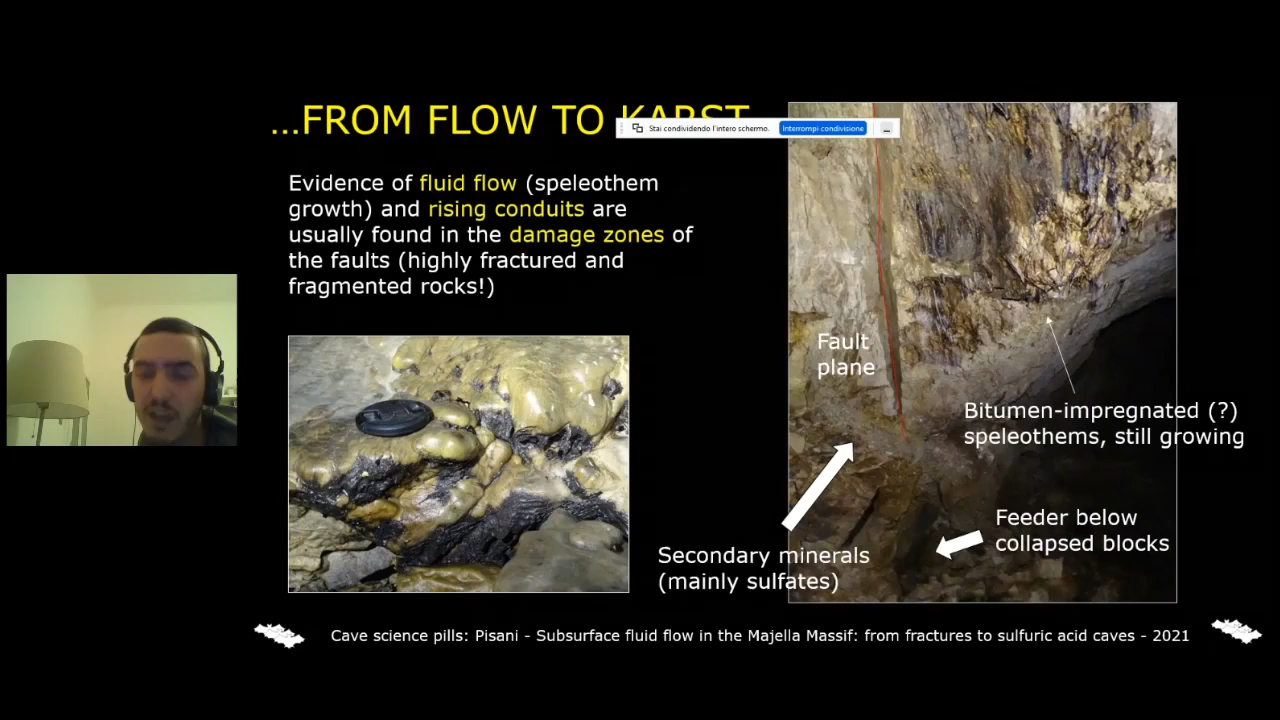 ...FROM FLOW TO KARST
Stai condividendo l'intero schermo. Interrompi condivisione
Evidence of fluid flow (speleothem
growth) and rising conduits are
usually found in the damage zones of
the faults (highly fractured and
fragmented rocks!)
Fault
plane
Bitumen-impregnated (?)
speleothems, still growing
Feeder below
collapsed blocks
Secondary minerals
(mainly sulfates)
Cave science pills: Pisani - Subsurface fluid flow in the Majella Massif: from fractures to sulfuric acid caves - 2021